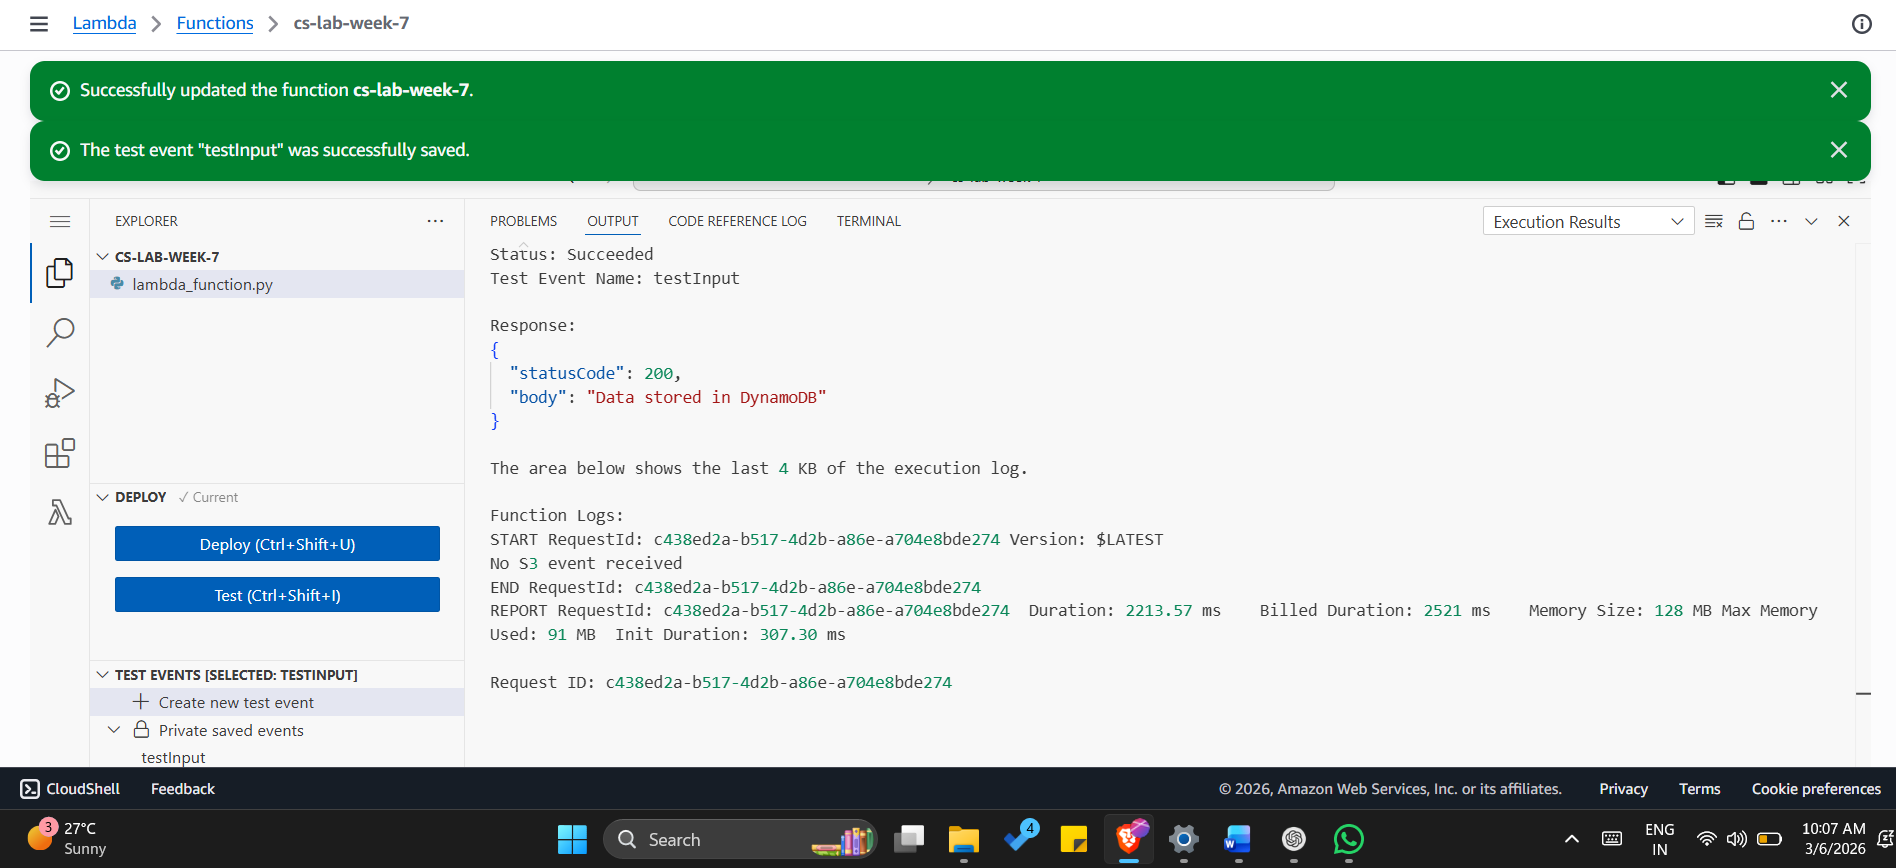 Lambda > Functions > cs-lab-week-7
Successfully updated the function cs-lab-week-7.
The test event "testInput" was successfully saved.
EXPLORER
PROBLEMS OUTPUT CODE REFERENCE LOG TERMINAL
Execution Results
CS-LAB-WEEK-7
lambda_function.py
Status: Succeeded
Test Event Name: testInput
Response:
{
"statusCode": 200,
"body": "Data stored in DynamoDB"
}
The area below shows the last 4 KB of the execution log.
DEPLOY ✓ Current
Deploy (Ctrl+Shift+U)
Test (Ctrl+Shift+I)
Function Logs:
START RequestId: c438ed2a-b517-4d2b-a86e-a704e8bde274 Version: $LATEST
No S3 event received
END RequestId: c438ed2a-b517-4d2b-a86e-a704e8bde274
REPORT RequestId: c438ed2a-b517-4d2b-a86e-a704e8bde274 Duration: 2213.57 ms Billed Duration: 2521 ms Memory Size: 128 MB Max Memory
Used: 91 MB Init Duration: 307.30 ms
Request ID: c438ed2a-b517-4d2b-a86e-a704e8bde274
TEST EVENTS [SELECTED: TESTINPUT]
Create new test event
Private saved events
testInput
CloudShell Feedback
© 2026, Amazon Web Services, Inc. or its affiliates. Privacy Terms Cookie preferences
3
27°C
Sunny
Search
4
ENG
IN
10:07 AM
3/6/2026